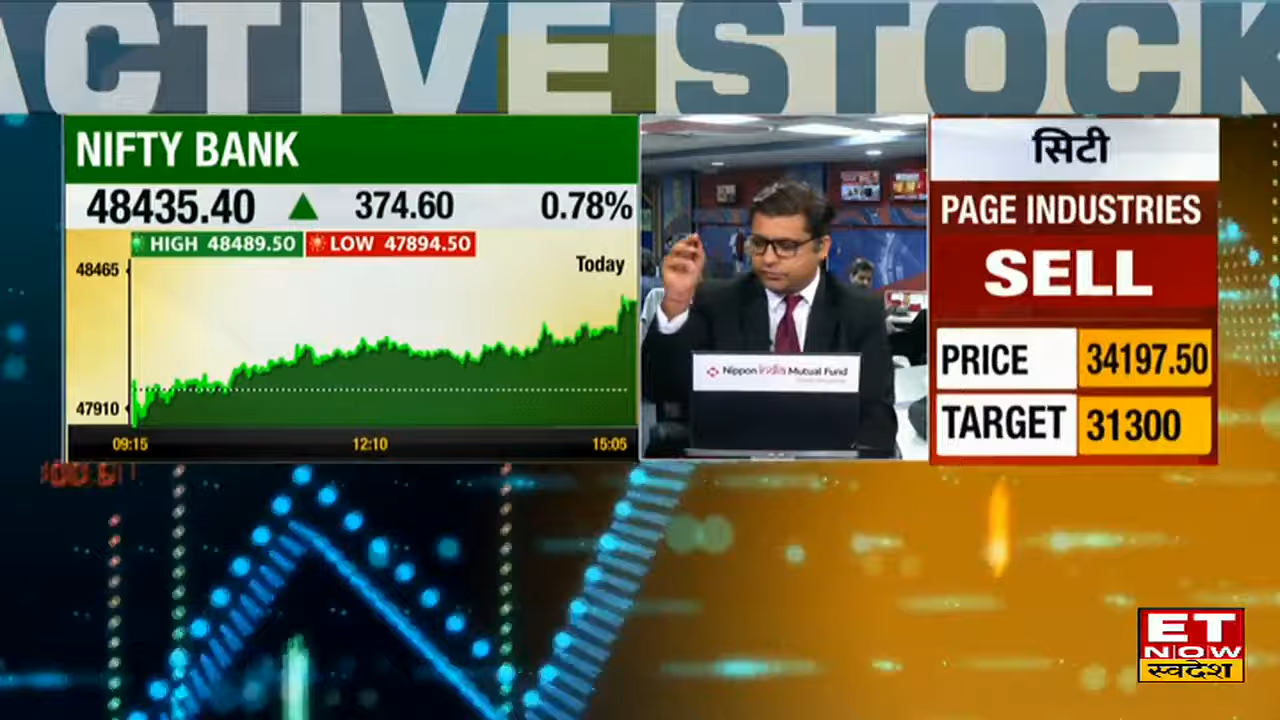 ACTIVE STOCK
NIFTY BANK
48435.40 ▲ 374.60 0.78%
HIGH 48489.50 LOW 47894.50
Today
48465
47910
09:15 12:10 15:05
Nippon india Mutual Fund
सिटी
PAGE INDUSTRIES
SELL
PRICE 34197.50
TARGET 31300
ET
NOW
स्वदेश